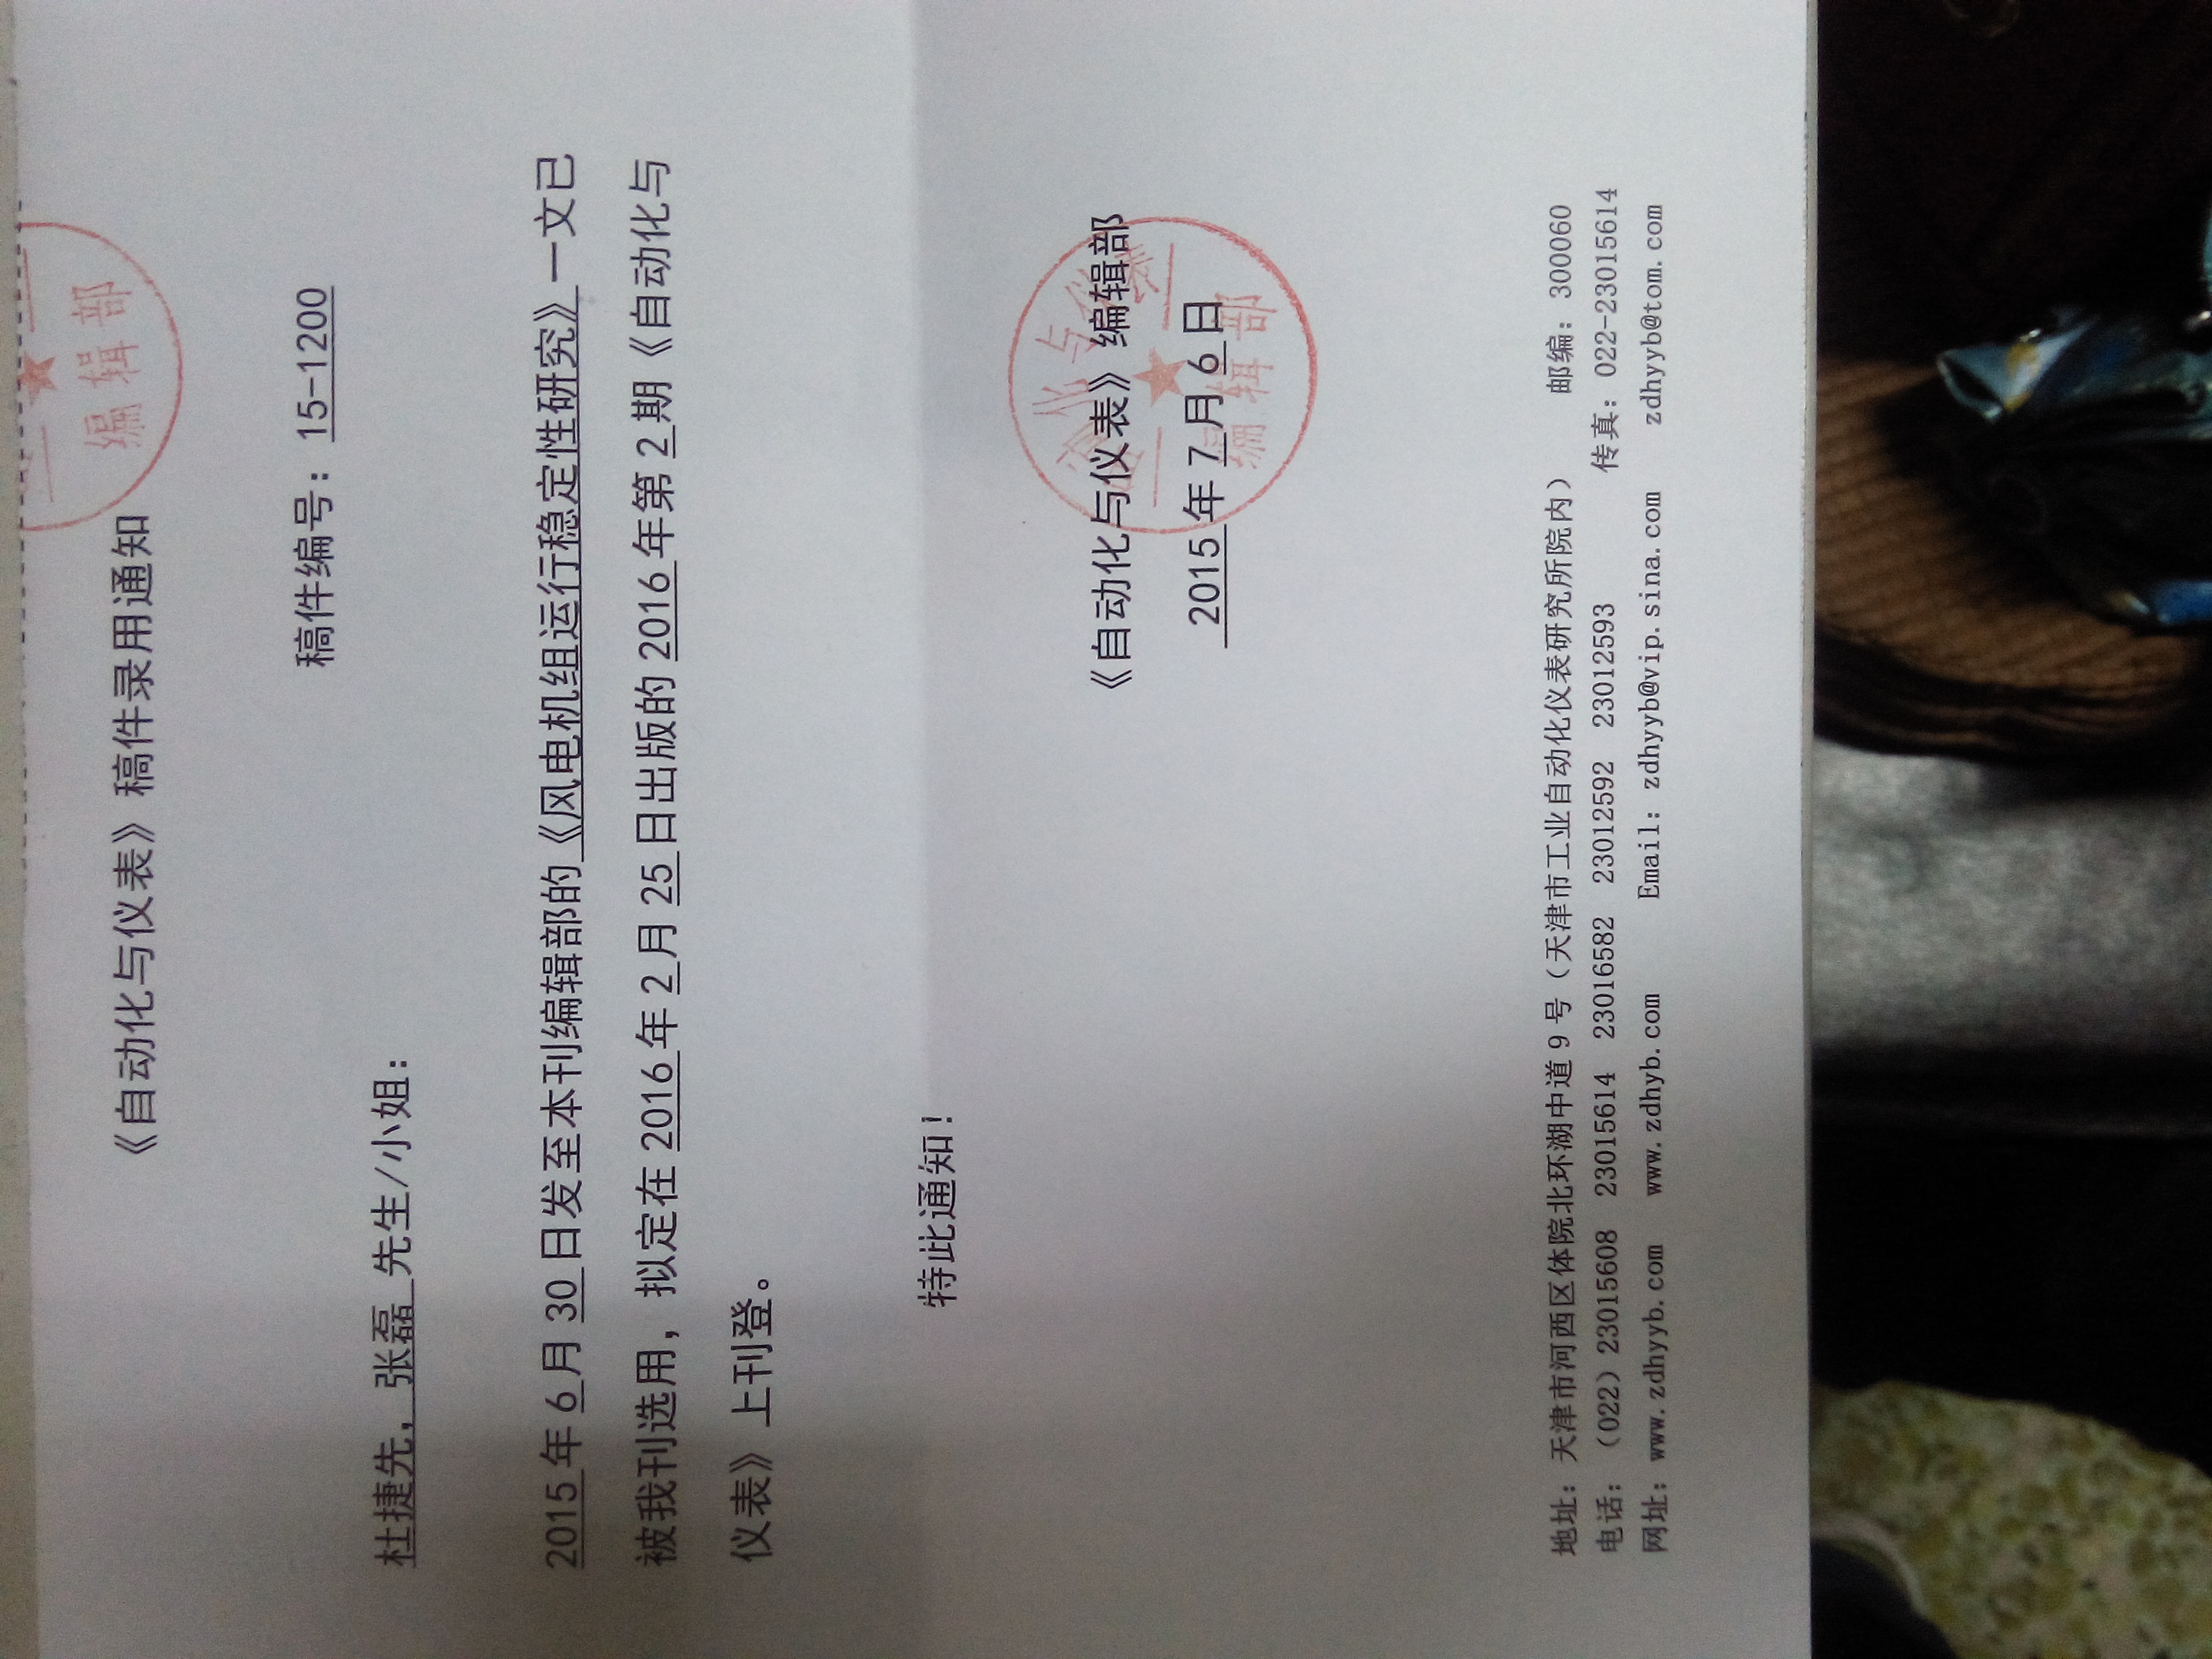 编辑部
《自动化与仪表》稿件录用通知
稿件编号：15-1200
杜捷先，张磊 先生/小姐：
2015 年 6 月 30 日发至本刊编辑部的《风电机组运行稳定性研究》一文已
被我刊选用，拟定在 2016 年 2 月 25 日出版的 2016 年第 2 期《自动化与
仪表》上刊登。
特此通知！
《自动化与仪表》编辑部
2015 年 7 月 6 日
编辑部
地址：天津市河西区体院北环湖中道 9 号（天津市工业自动化仪表研究所院内） 邮编：300060
电话：（022）23015608 23015614 23016582 23012592 23012593 传真：022-23015614
网址：www.zdhyyb.com www.zdhyb.com Email：zdhyyb@vip.sina.com zdhyyb@tom.com